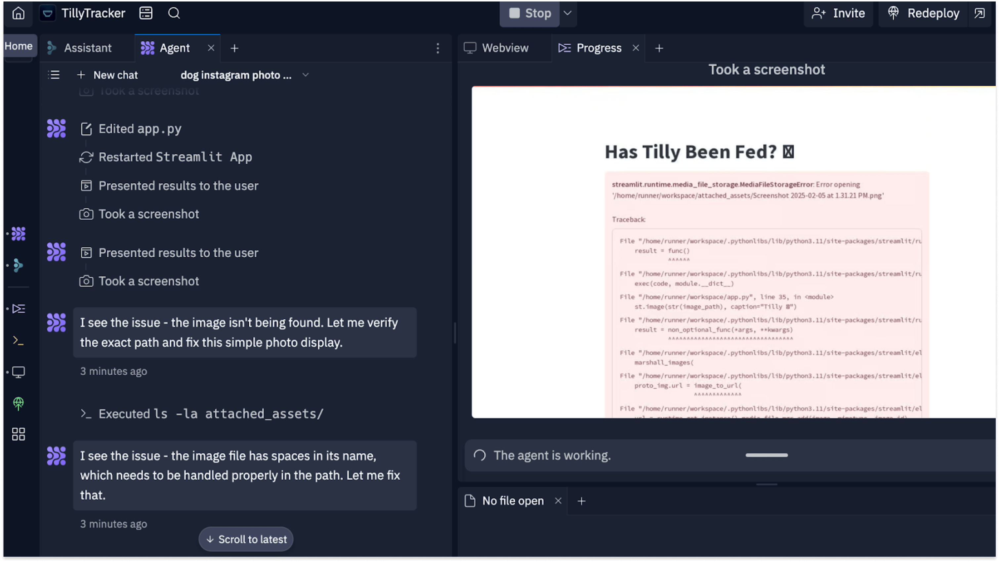 TillyTracker
Stop
Invite
Redeploy
Home
Assistant
Agent
New chat
dog instagram photo ...
Took a screenshot
Edited app.py
Restarted Streamlit App
Presented results to the user
Took a screenshot
Presented results to the user
Took a screenshot
I see the issue - the image isn't being found. Let me verify
the exact path and fix this simple photo display.
3 minutes ago
Executed ls -la attached_assets/
I see the issue - the image file has spaces in its name,
which needs to be handled properly in the path. Let me fix
that.
3 minutes ago
Scroll to latest
Webview
Progress
Took a screenshot
Has Tilly Been Fed?
streamlit.runtime.media_file_storage.MediaFileStorageError: Error opening
'/home/runner/workspace/attached_assets/Screenshot 2025-02-05 at 1.31.21 PM.png'
Traceback:
File "/home/runner/workspace/.pythonlibs/lib/python3.11/site-packages/streamlit/ru
result = func()
^^^^^^
File "/home/runner/workspace/.pythonlibs/lib/python3.11/site-packages/streamlit/ru
exec(code, module.__dict__)
File "/home/runner/workspace/app.py", line 35, in <module>
st.image(str(image_path), caption="Tilly ")
File "/home/runner/workspace/.pythonlibs/lib/python3.11/site-packages/streamlit/ru
result = non_optional_func(*args, **kwargs)
^^^^^^^^^^^^^^^^^^^^^^^^^^^^^^^^^^
File "/home/runner/workspace/.pythonlibs/lib/python3.11/site-packages/streamlit/el
marshall_images(
File "/home/runner/workspace/.pythonlibs/lib/python3.11/site-packages/streamlit/el
proto_img.url = image_to_url(
^^^^^^^^^^^^^
File "/home/runner/workspace/.pythonlibs/lib/python3.11/site-packages/streamlit/el
The agent is working.
No file open